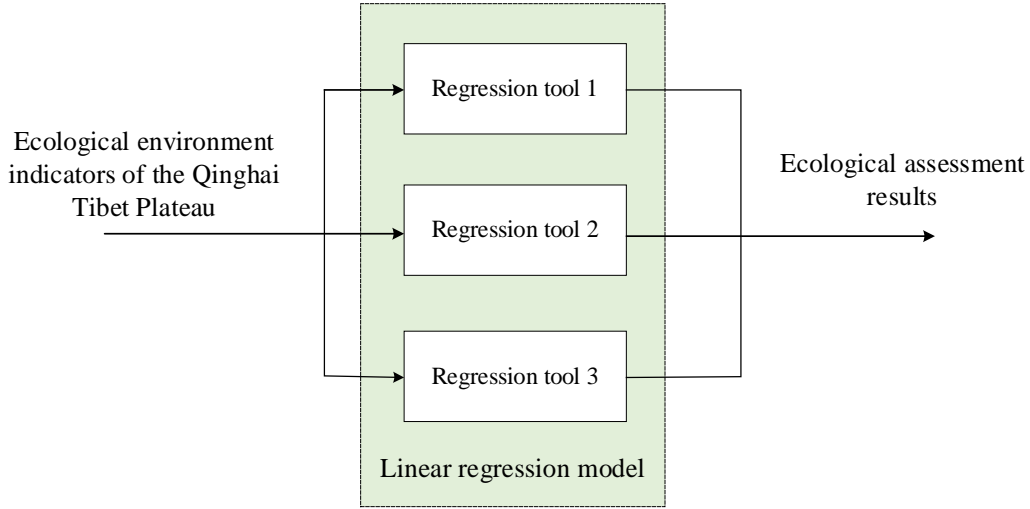 Ecological environment
indicators of the Qinghai
Tibet Plateau
Regression tool 1
Regression tool 2
Regression tool 3
Linear regression model
Ecological assessment
results